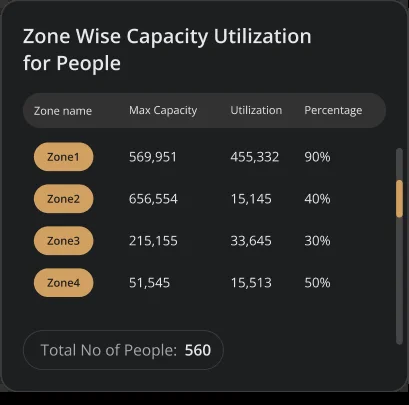 Zone Wise Capacity Utilization
for People
Zone name Max Capacity Utilization Percentage
Zone1 569,951 455,332 90%
Zone2 656,554 15,145 40%
Zone3 215,155 33,645 30%
Zone4 51,545 15,513 50%
Total No of People: 560